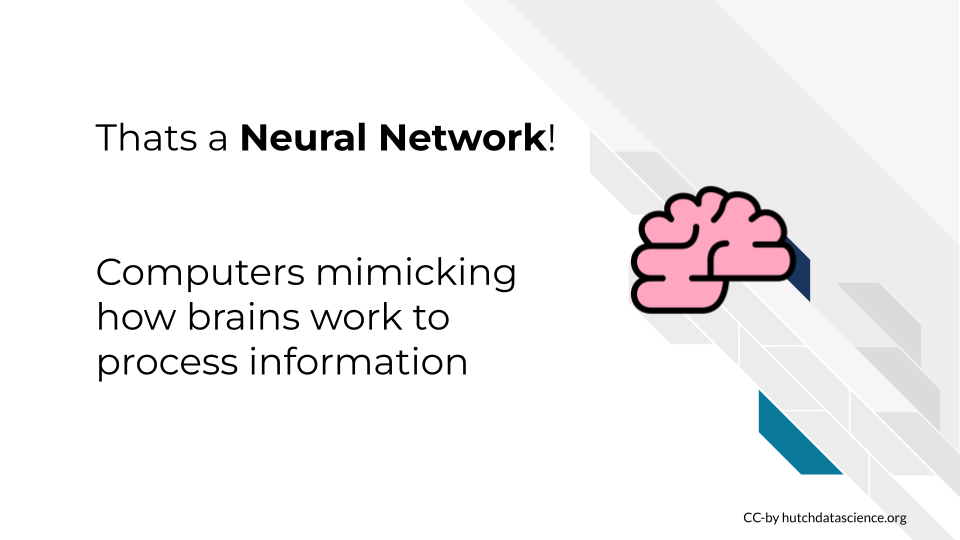 Thats a Neural Network!
Computers mimicking
how brains work to
process information
CC-by hutchdatascience.org